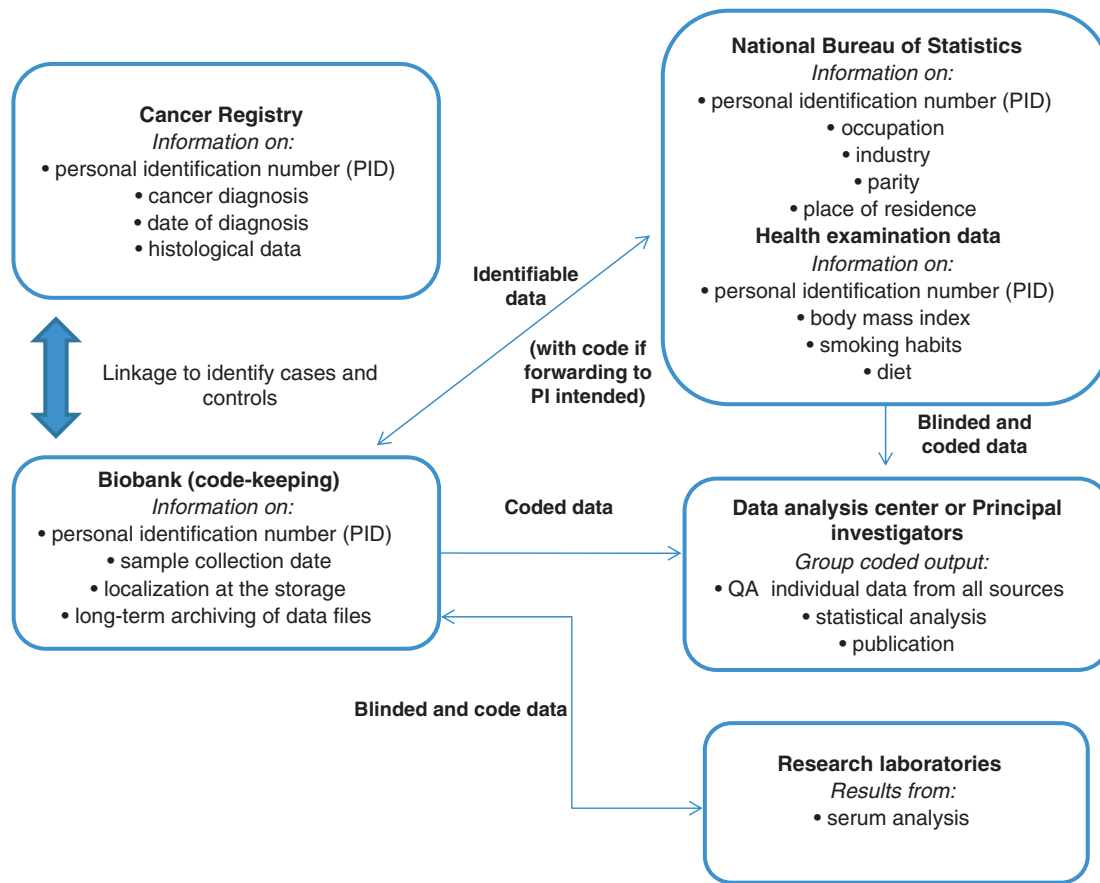 Cancer Registry
Information on:
• personal identification number (PID)
• cancer diagnosis
• date of diagnosis
• histological data
National Bureau of Statistics
Information on:
• personal identification number (PID)
• occupation
• industry
• parity
• place of residence
Health examination data
Information on:
• personal identification number (PID)
• body mass index
• smoking habits
• diet
Identifiable
data
(with code if
forwarding to
PI intended)
Linkage to identify cases and
controls
Blinded and
coded data
Biobank (code-keeping)
Information on:
• personal identification number (PID)
• sample collection date
• localization at the storage
• long-term archiving of data files
Coded data
Data analysis center or Principal
investigators
Group coded output:
• QA individual data from all sources
• statistical analysis
• publication
Blinded and code data
Research laboratories
Results from:
• serum analysis